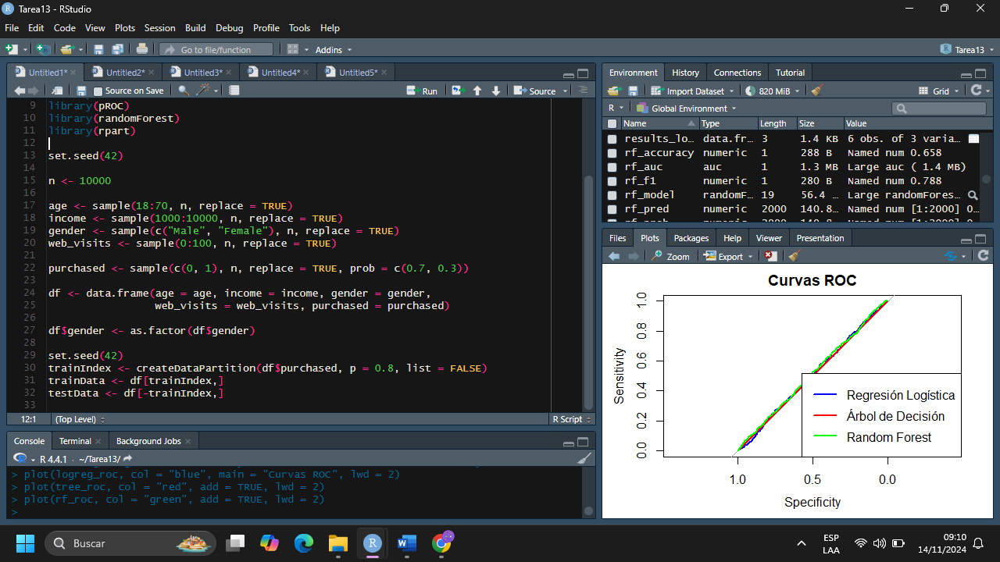 Tarea13 - RStudio
File Edit Code View Plots Session Build Debug Profile Tools Help
Go to file/function Addins Tarea13
Untitled1* Untitled2* Untitled3* Untitled4* Untitled5*
Source on Save Run Source
9 library(pROC)
10 library(randomForest)
11 library(rpart)
12
13 set.seed(42)
14
15 n <- 10000
16
17 age <- sample(18:70, n, replace = TRUE)
18 income <- sample(1000:10000, n, replace = TRUE)
19 gender <- sample(c("Male", "Female"), n, replace = TRUE)
20 web_visits <- sample(0:100, n, replace = TRUE)
21
22 purchased <- sample(c(0, 1), n, replace = TRUE, prob = c(0.7, 0.3))
23
24 df <- data.frame(age = age, income = income, gender = gender,
25 web_visits = web_visits, purchased = purchased)
26
27 df$gender <- as.factor(df$gender)
28
29 set.seed(42)
30 trainIndex <- createDataPartition(df$purchased, p = 0.8, list = FALSE)
31 trainData <- df[trainIndex,]
32 testData <- df[-trainIndex,]
33
12:1 (Top Level) R Script
Console Terminal Background Jobs
R 4.4.1 · ~/Tarea13/
> plot(logreg_roc, col = "blue", main = "Curvas ROC", lwd = 2)
> plot(tree_roc, col = "red", add = TRUE, lwd = 2)
> plot(rf_roc, col = "green", add = TRUE, lwd = 2)
>
Environment History Connections Tutorial
Import Dataset 820 MiB Grid
R Global Environment
Name Type Length Size Value
results_lo… data.fr… 3 1.4 KB 6 obs. of 3 varia…
rf_accuracy numeric 1 288 B Named num 0.658
rf_auc auc 1 1.3 MB Large auc ( 1.4 MB)
rf_f1 numeric 1 280 B Named num 0.788
rf_model randomF… 19 56.4 … Large randomFores…
rf_pred numeric 2000 140.8… Named num [1:2000] 0…
Files Plots Packages Help Viewer Presentation
Zoom Export
Curvas ROC
Sensitivity
1.0
0.8
0.6
0.4
0.2
0.0
Regresión Logística
Árbol de Decisión
Random Forest
1.0 0.5 0.0
Specificity
Buscar
ESP
LAA
09:10
14/11/2024